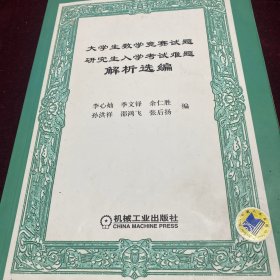 大学生数学竞赛试题
研究生入学考试难题
解析选编
李心灿 季文铎 余仁胜
孙洪祥 邵鸿飞 张后扬 编
机械工业出版社
CHINA MACHINE PRESS